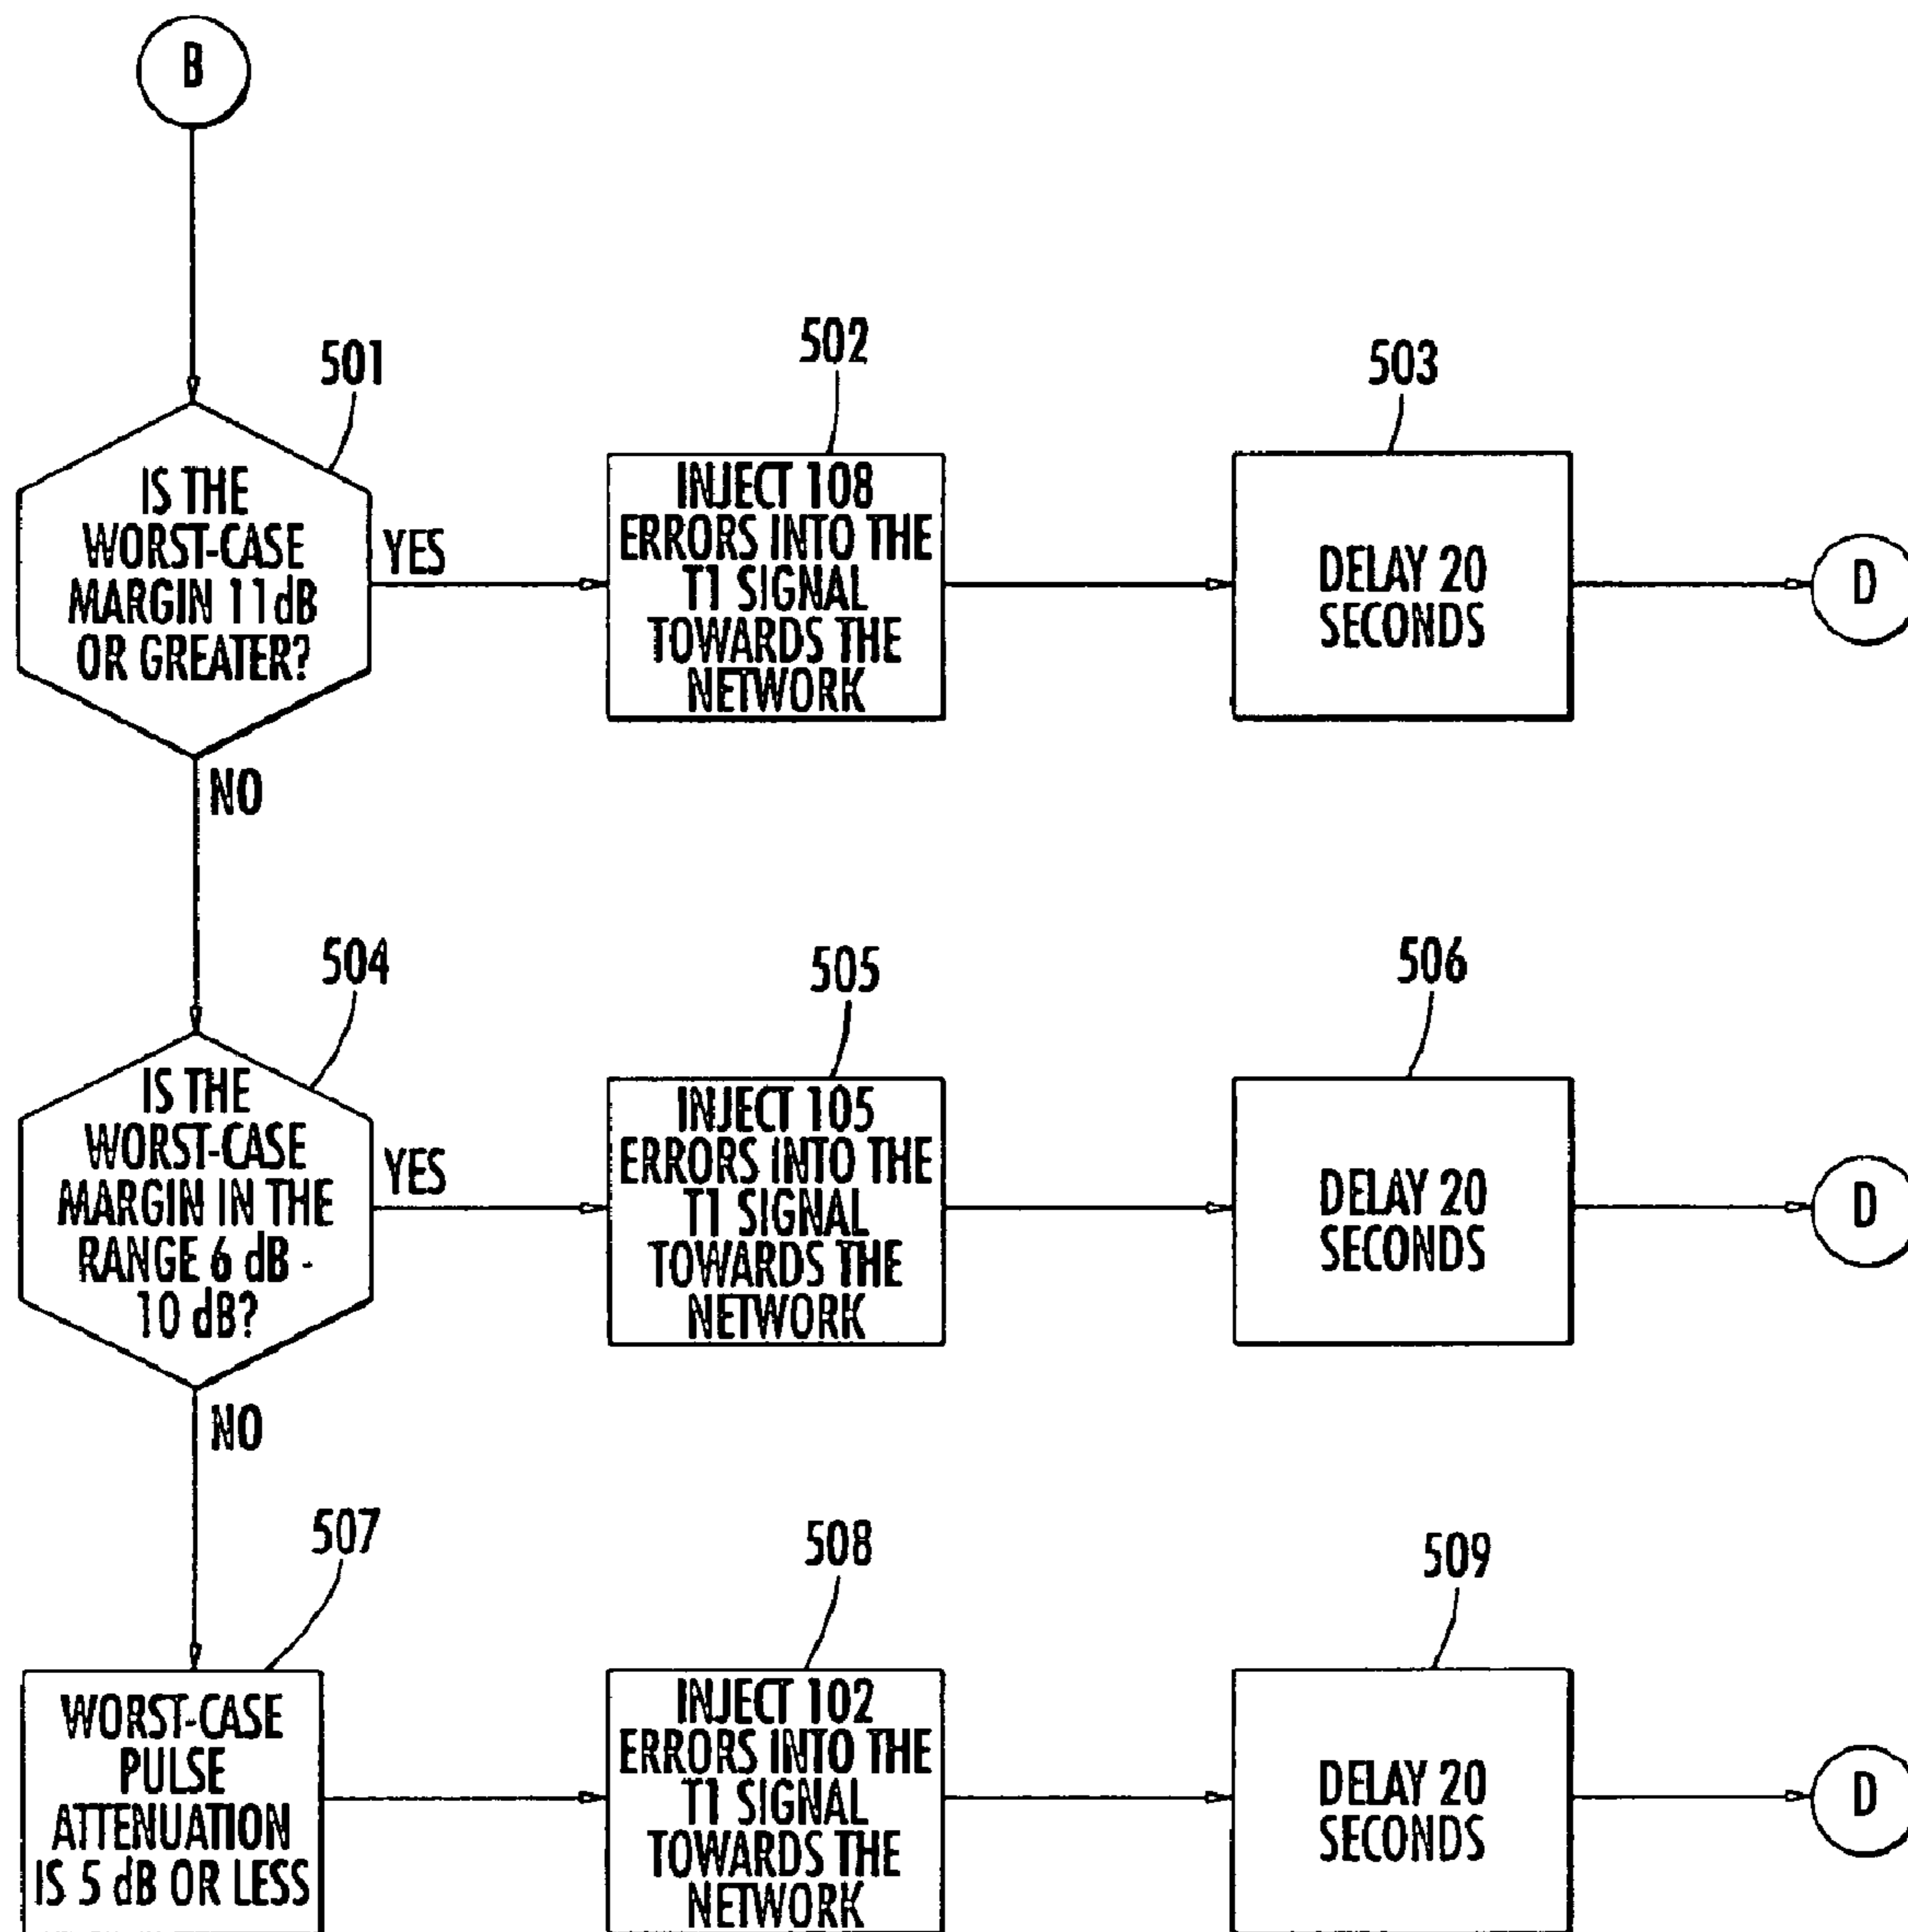 B
501
IS THE
WORST-CASE
MARGIN 11dB
OR GREATER?
YES
NO
502
INJECT 108
ERRORS INTO THE
T1 SIGNAL
TOWARDS THE
NETWORK
503
DELAY 20
SECONDS
D
504
IS THE
WORST-CASE
MARGIN IN THE
RANGE 6 dB -
10 dB?
YES
NO
505
INJECT 105
ERRORS INTO THE
T1 SIGNAL
TOWARDS THE
NETWORK
506
DELAY 20
SECONDS
D
507
WORST-CASE
PULSE
ATTENUATION
IS 5 dB OR LESS
508
INJECT 102
ERRORS INTO THE
T1 SIGNAL
TOWARDS THE
NETWORK
509
DELAY 20
SECONDS
D